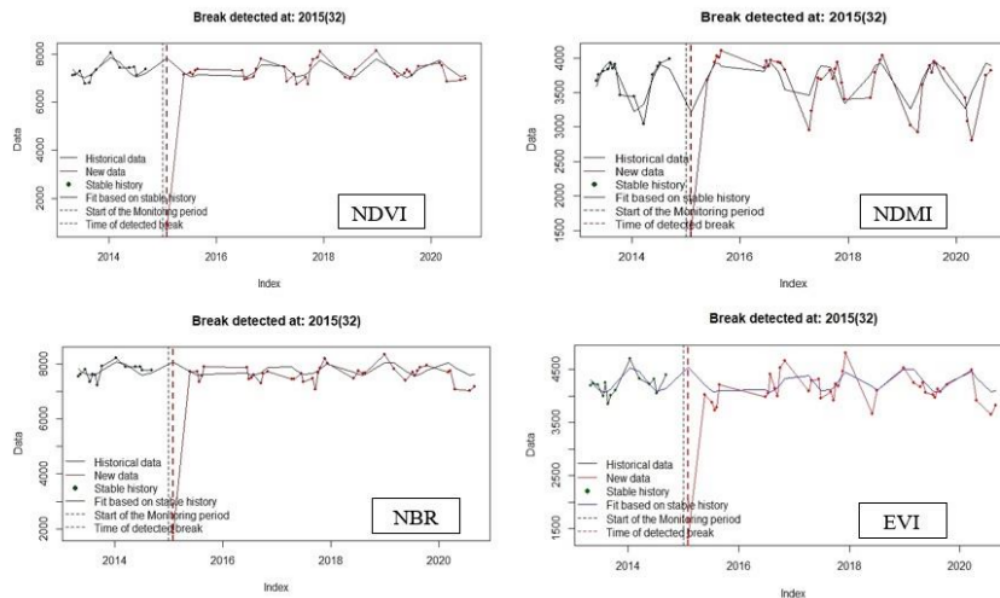 Break detected at: 2015(32)
Data
8000
6000
4000
2000
Historical data
New data
Stable history
Fit based on stable history
Start of the Monitoring period
Time of detected break
NDVI
2014 2016 2018 2020
Index
Break detected at: 2015(32)
Data
4000
3500
3000
2500
2000
1500
Historical data
New data
Stable history
Fit based on stable history
Start of the Monitoring period
Time of detected break
NDMI
2014 2016 2018 2020
Index
Break detected at: 2015(32)
Data
8000
6000
4000
2000
Historical data
New data
Stable history
Fit based on stable history
Start of the Monitoring period
Time of detected break
NBR
2014 2016 2018 2020
Index
Break detected at: 2015(32)
Data
4500
3500
2500
1500
Historical data
New data
Stable history
Fit based on stable history
Start of the Monitoring period
Time of detected break
EVI
2014 2016 2018 2020
Index